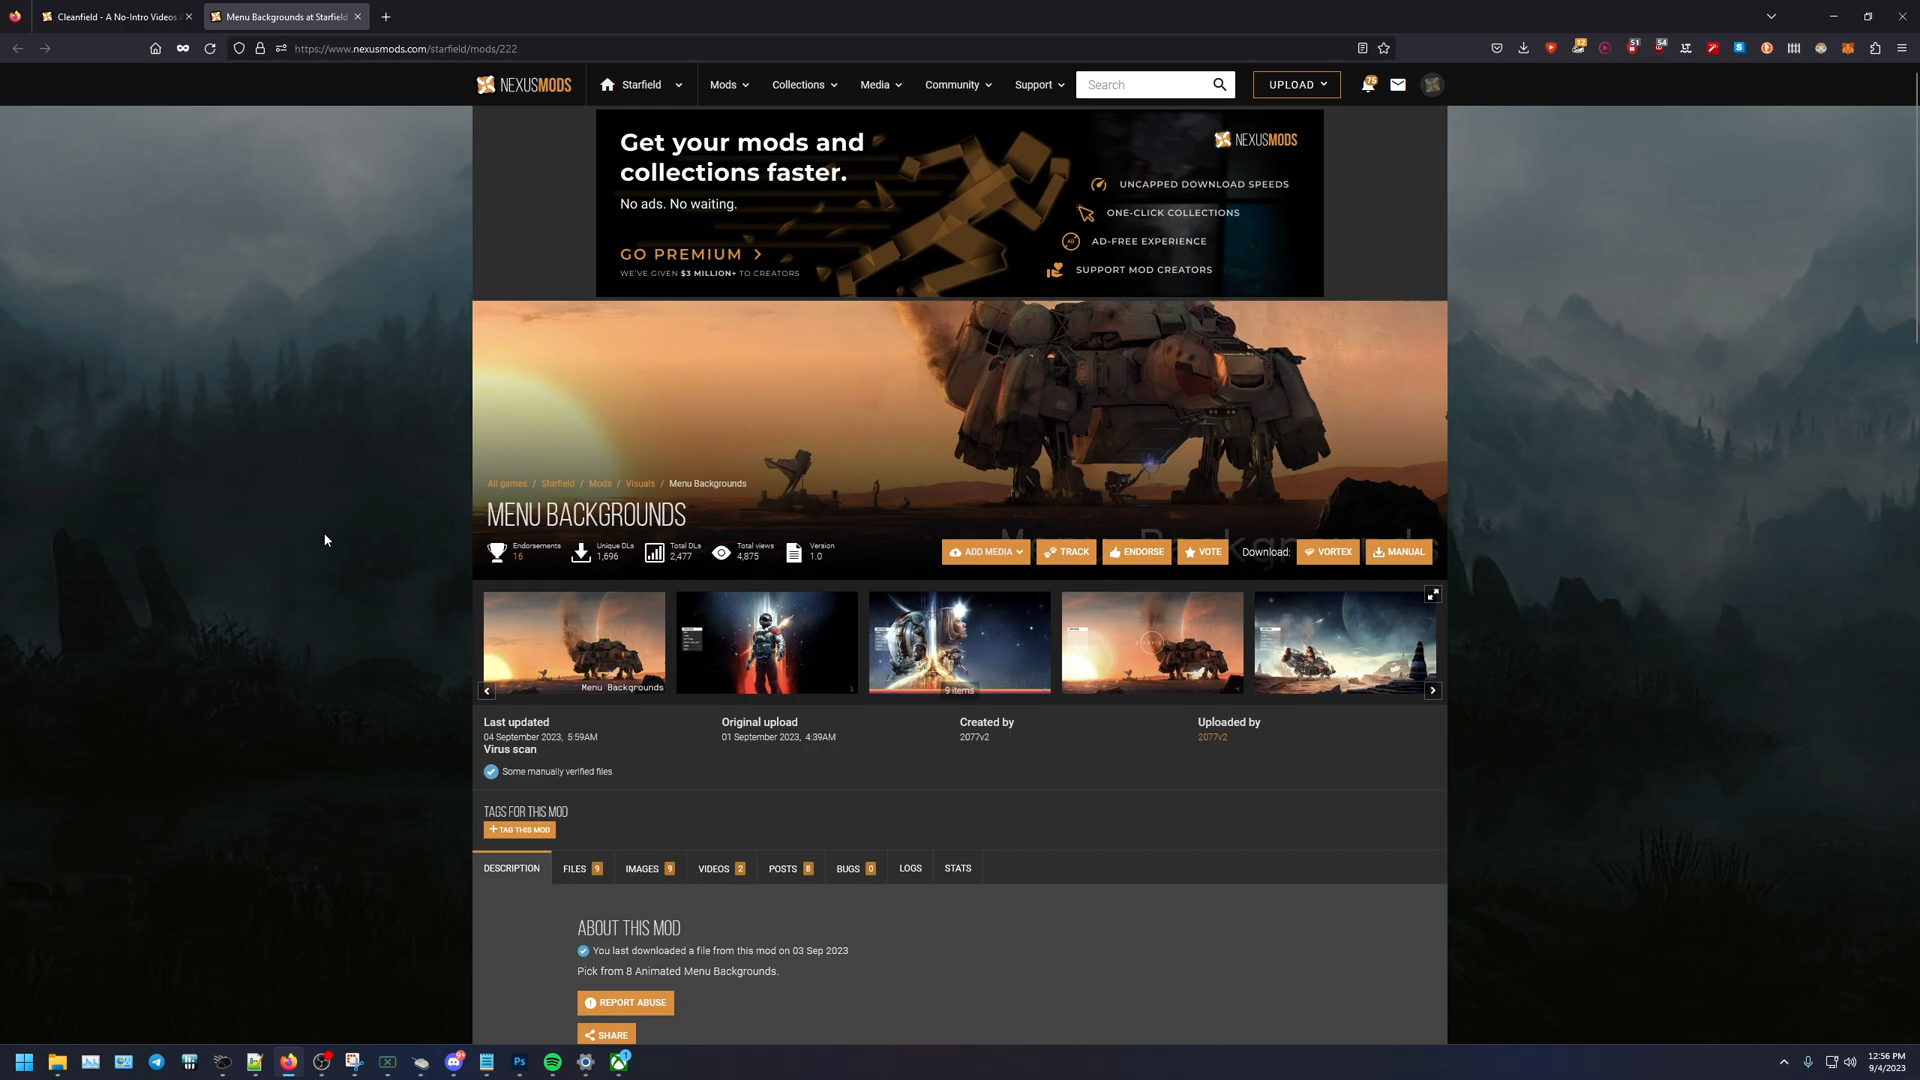 Cleanfield - A No-Intro Videos
Menu Backgrounds at Starfield
https://www.nexusmods.com/starfield/mods/222
12
51
54
NEXUSMODS
Starfield
Mods
Collections
Media
Community
Support
Search
UPLOAD
75
Get your mods and
collections faster.
No ads. No waiting.
GO PREMIUM
WE'VE GIVEN $3 MILLION+ TO CREATORS
NEXUSMODS
UNCAPPED DOWNLOAD SPEEDS
ONE-CLICK COLLECTIONS
AD
AD-FREE EXPERIENCE
SUPPORT MOD CREATORS
All games / Starfield / Mods / Visuals / Menu Backgrounds
MENU BACKGROUNDS
Endorsements
16
Unique DLs
1,696
Total DLs
2,477
Total views
4,875
Version
1.0
ADD MEDIA
TRACK
ENDORSE
VOTE
Download:
VORTEX
MANUAL
Menu Backgrounds
9 items
Last updated
04 September 2023, 5:59AM
Original upload
01 September 2023, 4:39AM
Created by
2077v2
Uploaded by
2077v2
Virus scan
Some manually verified files
TAGS FOR THIS MOD
+ TAG THIS MOD
DESCRIPTION
FILES 9
IMAGES 9
VIDEOS 2
POSTS 8
BUGS 0
LOGS
STATS
ABOUT THIS MOD
You last downloaded a file from this mod on 03 Sep 2023
Pick from 8 Animated Menu Backgrounds.
REPORT ABUSE
SHARE
Ps
1
12:56 PM
9/4/2023